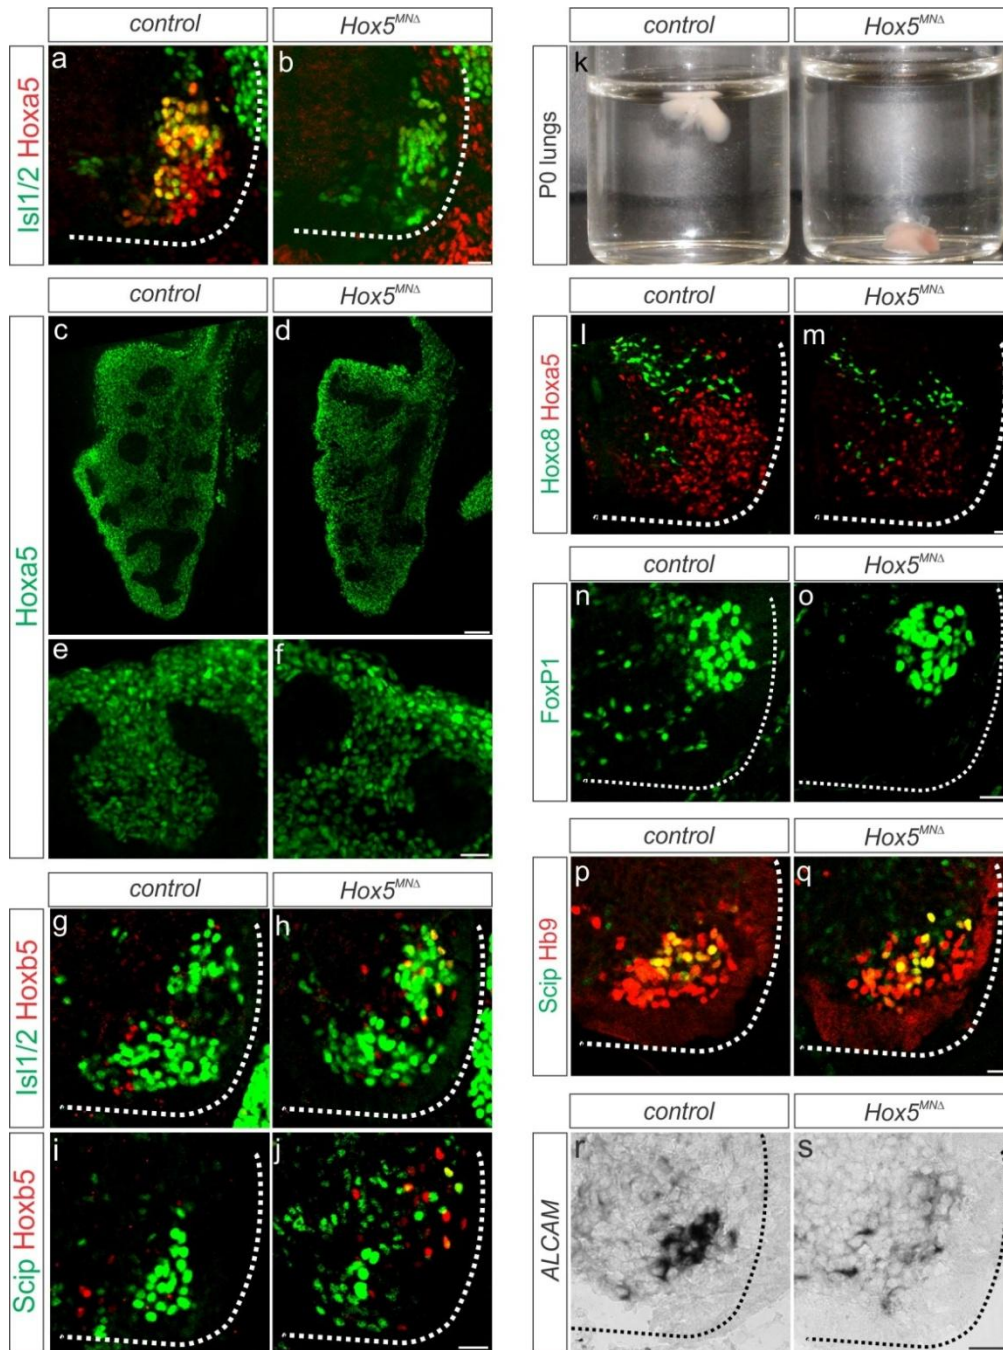 control Hox5MNΔ
Isl1/2 Hoxa5
a b
control Hox5MNΔ
Hoxa5
c d
e f
control Hox5MNΔ
Isl1/2 Hoxb5
g h
Scip Hoxb5
i j
control Hox5MNΔ
P0 lungs
k
control Hox5MNΔ
Hoxc8 Hoxa5
l m
control Hox5MNΔ
FoxP1
n o
control Hox5MNΔ
Scip Hb9
p q
control Hox5MNΔ
ALCAM
r s